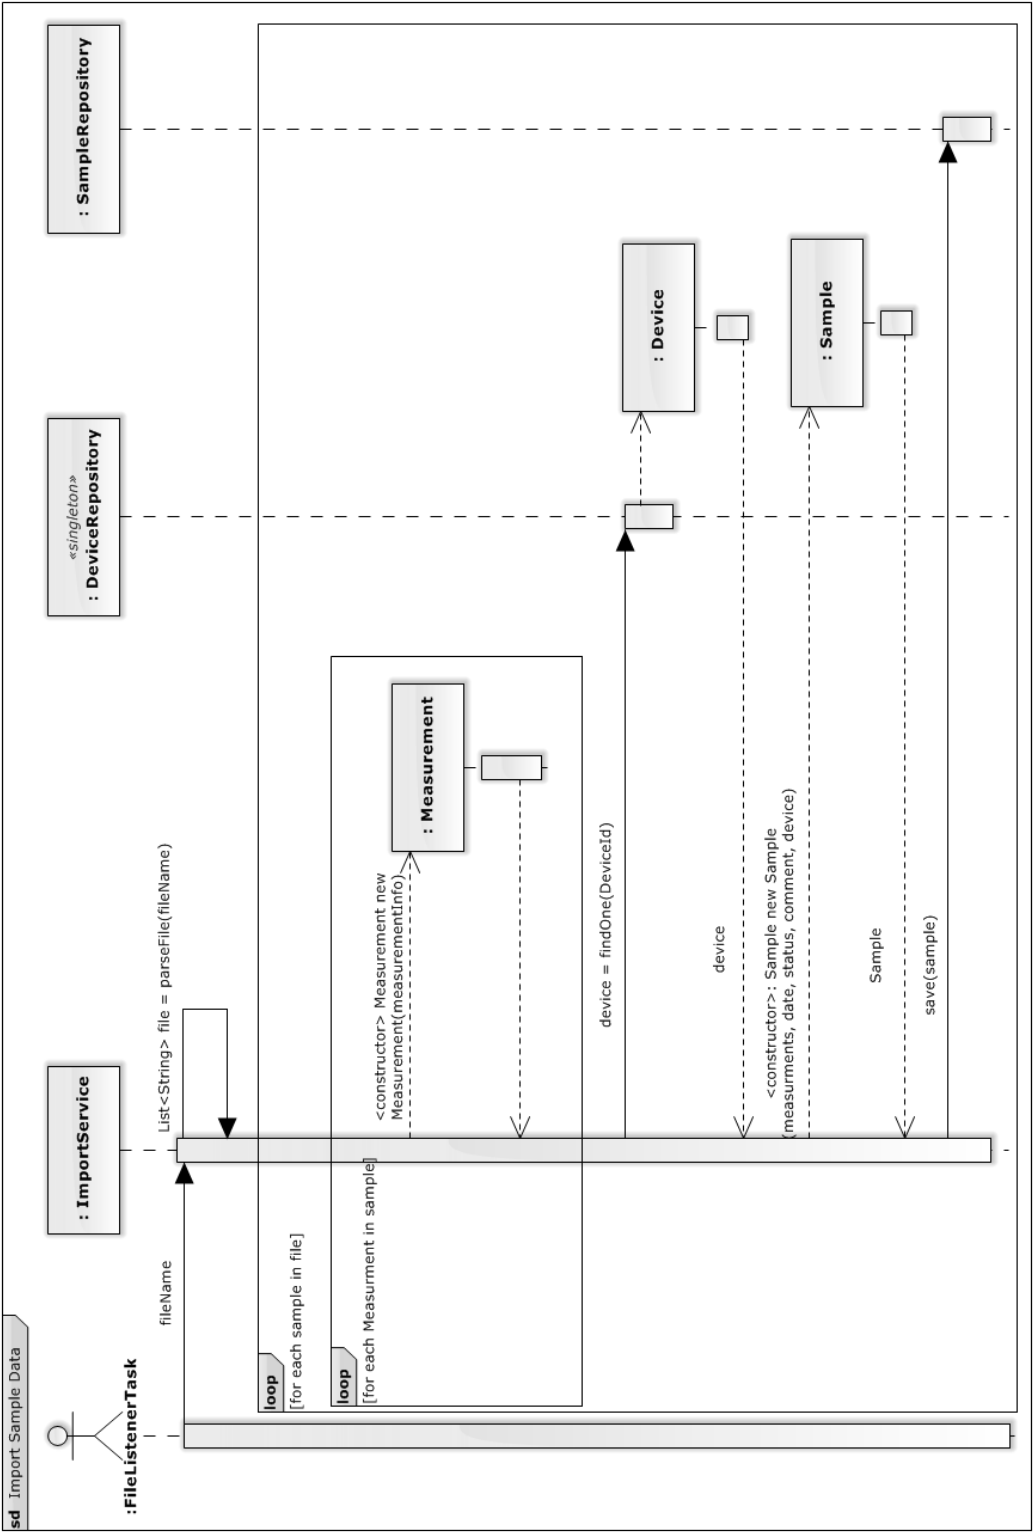 sd Import Sample Data
:FileListenerTask
: ImportService
«singleton»
: DeviceRepository
: SampleRepository
fileName
List<String> file = parseFile(fileName)
loop
[for each sample in file]
loop
[for each Measurment in sample]
<constructor> Measurement new
Measurement(measurementInfo)
: Measurement
device = findOne(DeviceId)
: Device
device
<constructor>: Sample new Sample
(measurments, date, status, comment, device)
: Sample
Sample
save(sample)